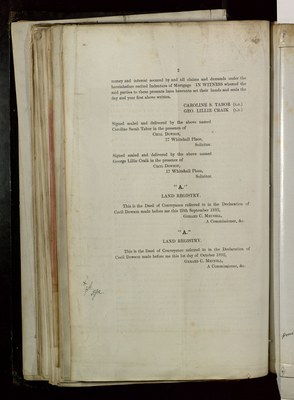 2
money and interest secured by and all claims and demands under the
hereinbefore recited Indenture of Mortgage IN WITNESS whereof the
said parties to these presents have hereunto set their hands and seals the
day and year first above written.
CAROLINE S. TABOR (L.S.)
GEO. LILLIE CRAIK (L.S.)
Signed sealed and delivered by the above named
Caroline Sarah Tabor in the presence of
CECIL DOWSON,
17 Whitehall Place,
Solicitor.
Signed sealed and delivered by the above named
George Lillie Craik in the presence of
CECIL DOWSON,
17 Whitehall Place,
Solicitor.
"A."
LAND REGISTRY.
This is the Deed of Conveyance referred to in the Declaration of
Cecil Dowson made before me this September 1893,
GERARD C.
A Commissioner, &c.
"A."
LAND REGISTRY.
This is the Deed of Conveyance referred to in the Declaration of
Cecil Dowson made before me this 1st day of October 1893,
GERARD C.
A Commissioner, &c.